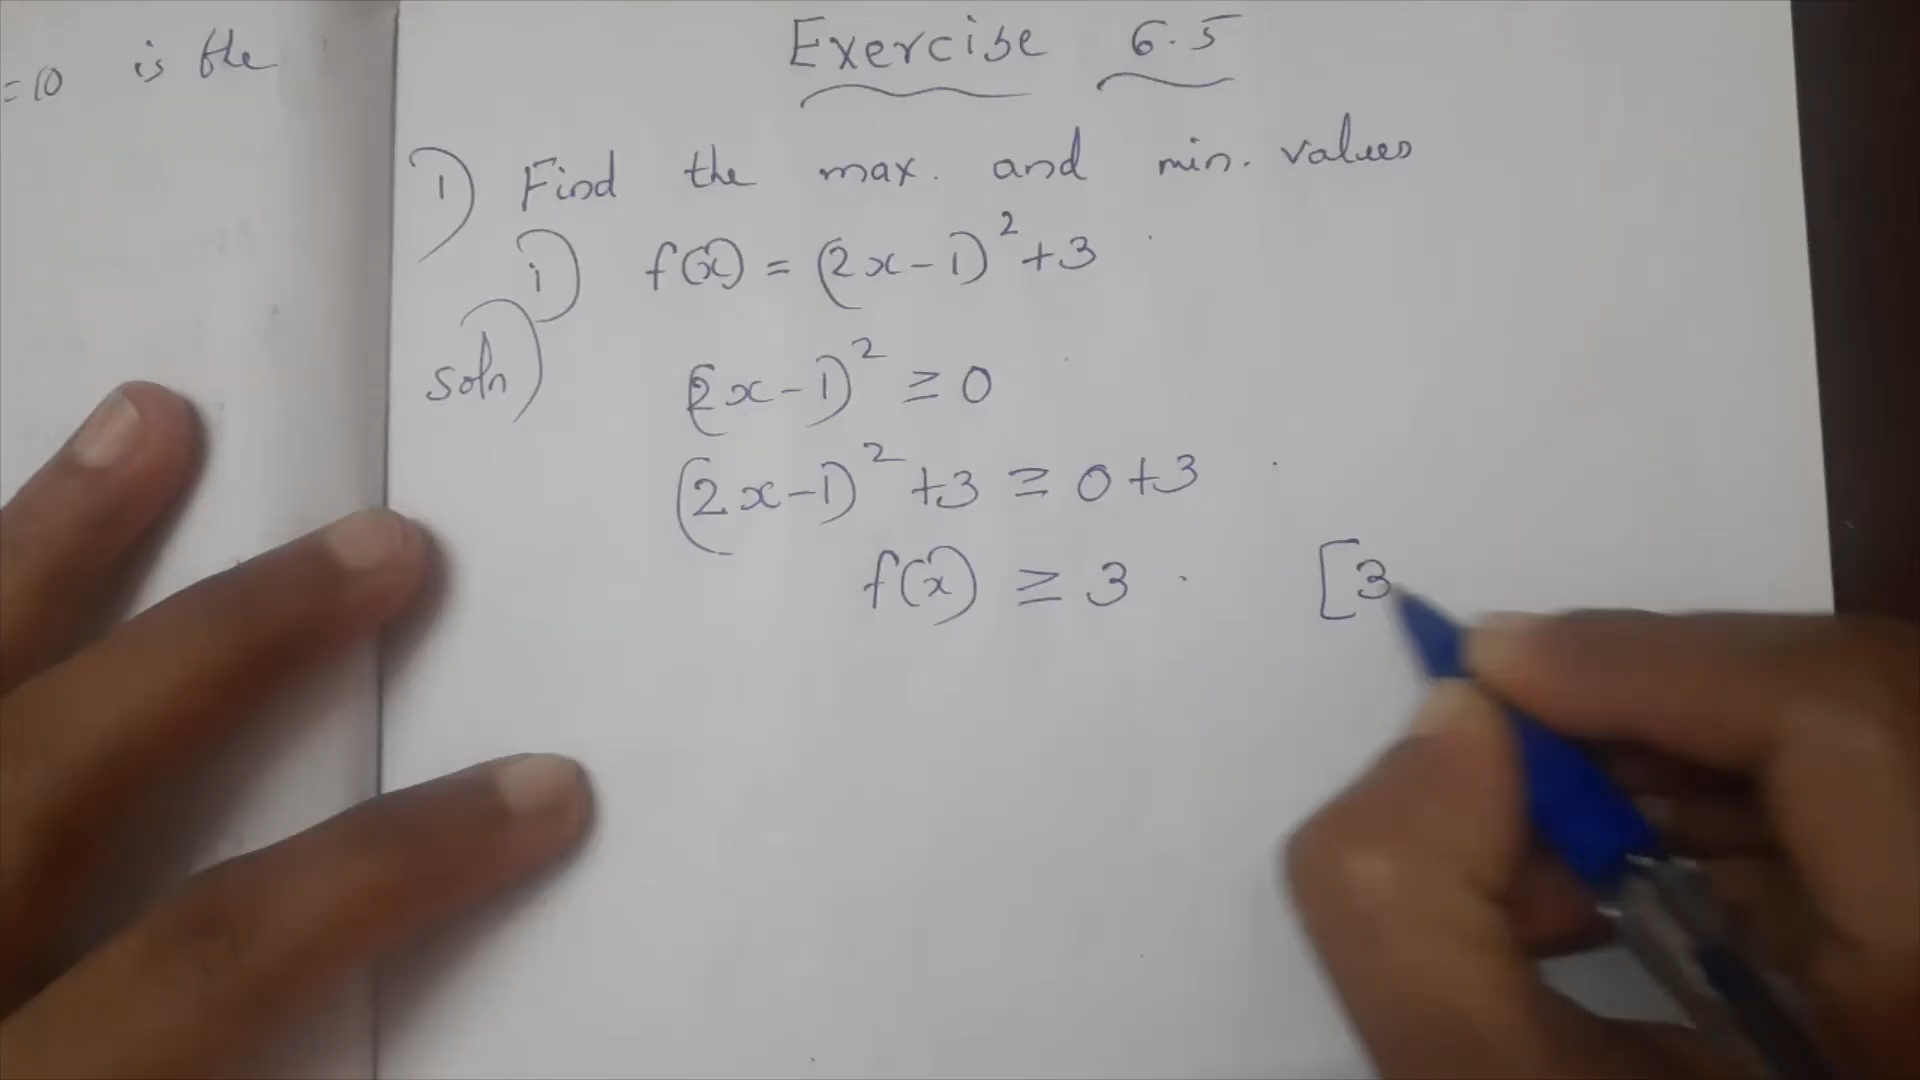 =10 is the
Exercise 6.5
1) Find the max. and min. values
i) f(x) = (2x-1)²+3
soln) (2x-1)² ≥ 0
(2x-1)² +3 ≥ 0+3
f(x) ≥ 3 . [3